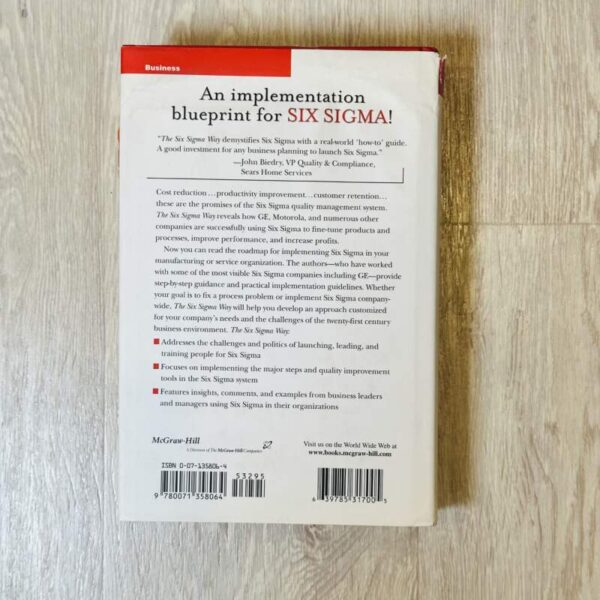 Business
An implementation
blueprint for SIX SIGMA!
"The Six Sigma Way demystifies Six Sigma with a real-world 'how-to' guide.
A good investment for any business planning to launch Six Sigma."
—John Biedry, VP Quality & Compliance,
Sears Home Services
Cost reduction...productivity improvement...customer retention...
these are the promises of the Six Sigma quality management system.
The Six Sigma Way reveals how GE, Motorola, and numerous other
companies are successfully using Six Sigma to fine-tune products and
processes, improve performance, and increase profits.
Now you can read the roadmap for implementing Six Sigma in your
manufacturing or service organization. The authors—who have worked
with some of the most visible Six Sigma companies including GE—provide
step-by-step guidance and practical implementation guidelines. Whether
your goal is to fix a process problem or implement Six Sigma company-
wide, The Six Sigma Way will help you develop an approach customized
for your company's needs and the challenges of the twenty-first century
business environment. The Six Sigma Way:
Addresses the challenges and politics of launching, leading, and
training people for Six Sigma
Focuses on implementing the major steps and quality improvement
tools in the Six Sigma system
Features insights, comments, and examples from business leaders
and managers using Six Sigma in their organizations
McGraw-Hill
A Division of The McGraw-Hill Companies
Visit us on the World Wide Web at
www.books.mcgraw-hill.com
ISBN 0-07-135806-4
53295
9 780071 358064
6 39785 31700 5